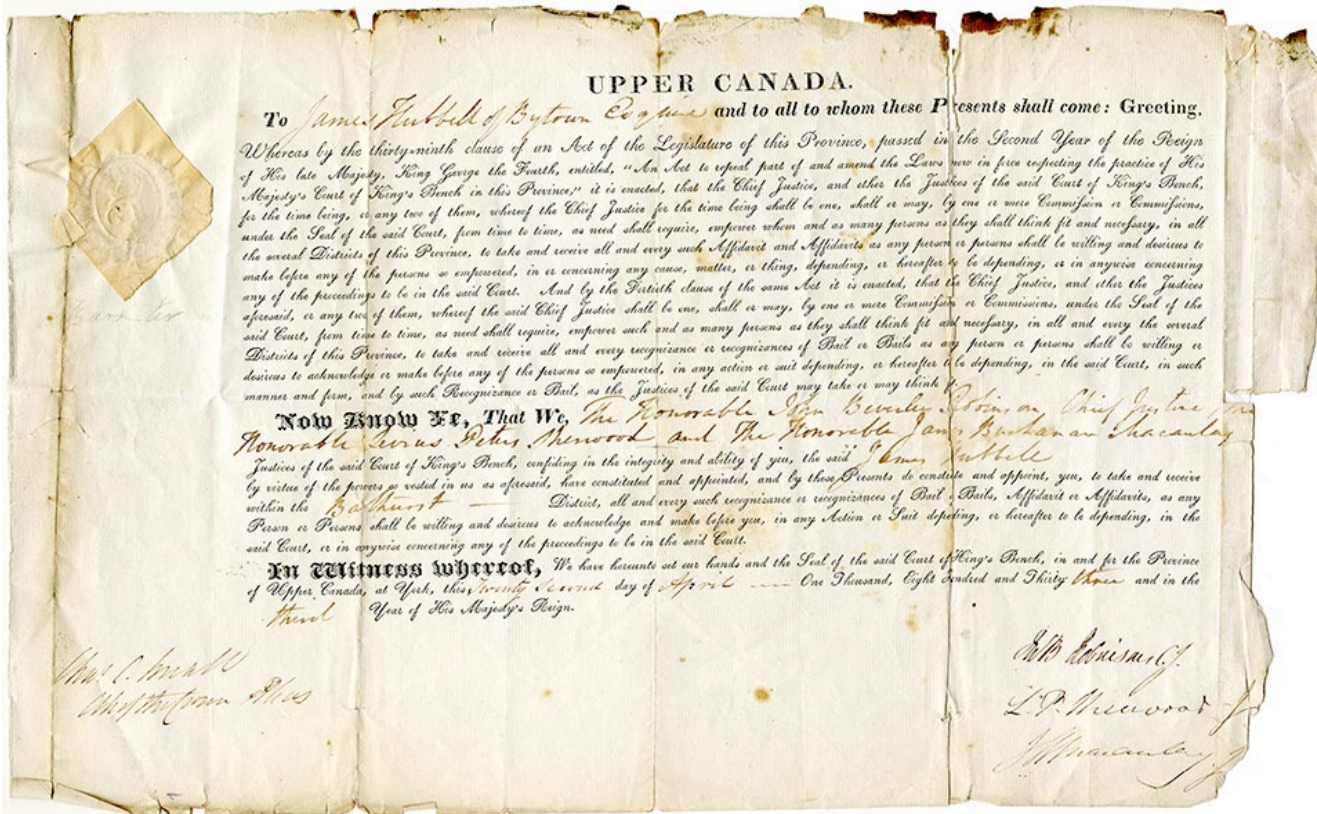 UPPER CANADA.
To James Hubbell of Bytown Esquire and to all to whom these Presents shall come: Greeting.
Whereas by the thirty-ninth clause of an Act of the Legislature of this Province, passed in the Second Year of the Reign
of His late Majesty, King George the Fourth, entitled, "An Act to repeal part of and amend the Laws now in force respecting the practice of His
Majesty's Court of King's Bench in this Province," it is enacted, that the Chief Justice, and other the Justices of the said Court of King's Bench,
for the time being, or any two of them, whereof the Chief Justice for the time being shall be one, shall or may, by one or more Commission or Commissions,
under the Seal of the said Court, from time to time, as need shall require, empower whom and as many persons as they shall think fit and necessary, in all
the several Districts of this Province, to take and receive all and every such Affidavit and Affidavits as any person or persons shall be willing and desirous to
make before any of the persons so empowered, in or concerning any cause, matter, or thing, depending, or hereafter to be depending, or in anywise concerning
any of the proceedings to be in the said Court. And by the Fortieth clause of the same Act it is enacted, that the Chief Justice, and other the Justices
aforesaid, or any two of them, whereof the said Chief Justice shall be one, shall or may, by one or more Commission or Commissions, under the Seal of the
said Court, from time to time, as need shall require, empower such and as many persons as they shall think fit and necessary, in all and every the several
Districts of this Province, to take and receive all and every recognizance or recognizances of Bail or Bails as any person or persons shall be willing or
desirous to acknowledge or make before any of the persons so empowered, in any action or suit depending, or hereafter to be depending, in the said Court, in such
manner and form, and by such Recognizance or Bail, as the Justices of the said Court may take or may think fit.
Now Know Ye, That We, The Honorable John Beverley Robinson, Chief Justice, The
Honorable Levius Peters Sherwood and The Honorable James Buchanan Macaulay
Justices of the said Court of King's Bench, confiding in the integrity and ability of you, the said James Hubbell
by virtue of the powers so vested in us as aforesaid, have constituted and appointed, and by these Presents do constitute and appoint, you, to take and receive
within the Bathurst — District, all and every such recognizance or recognizances of Bail or Bails, Affidavit or Affidavits, as any
Person or Persons shall be willing and desirous to acknowledge and make before you, in any Action or Suit depending, or hereafter to be depending, in the
said Court, or in anywise concerning any of the proceedings to be in the said Court.
In Witness whereof, We have hereunto set our hands and the Seal of the said Court of King's Bench, in and for the Province
of Upper Canada, at York, this Twenty Second day of April — One Thousand, Eight Hundred and Thirty three and in the
third Year of His Majesty's Reign.
Chas C. Small
Clk of the Crown & Pleas
Jno B Robinson C.J.
L. P. Sherwood J
J B Macaulay J